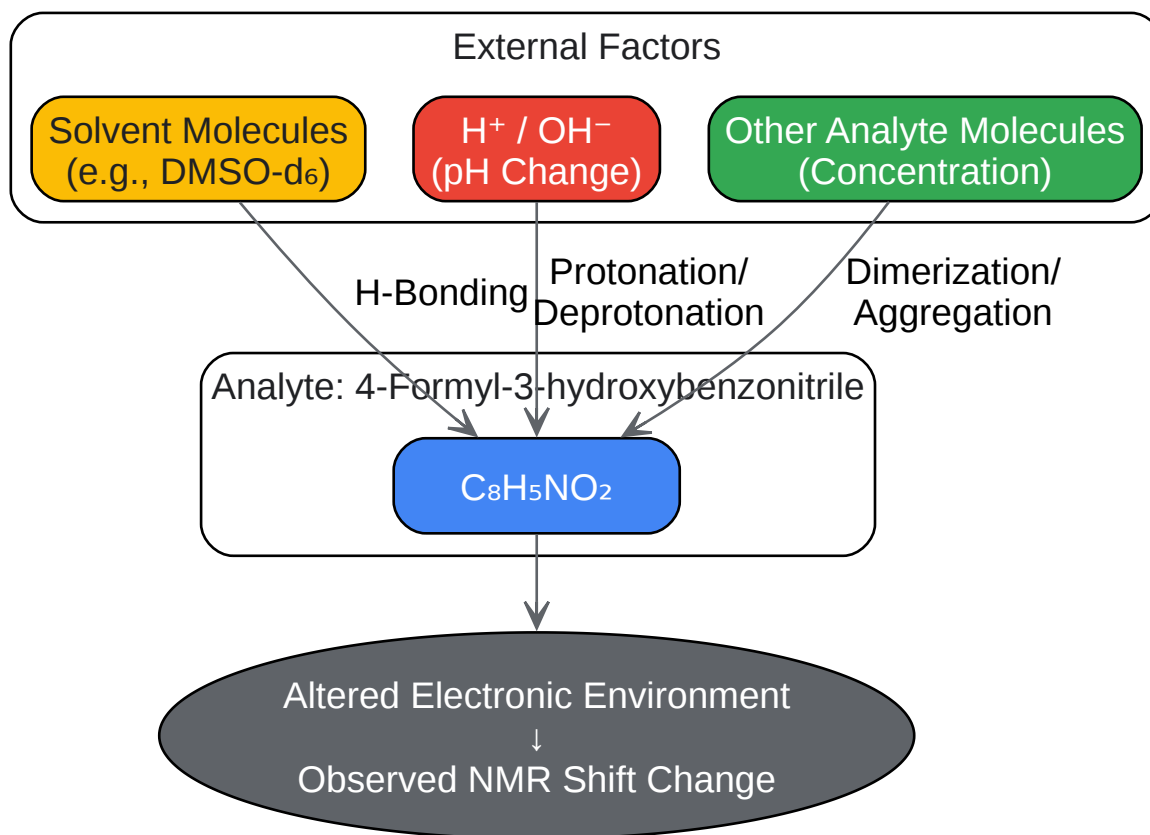 External Factors
Solvent Molecules
(e.g., DMSO-d₆)
H⁺ / OH⁻
(pH Change)
Other Analyte Molecules
(Concentration)
H-Bonding
Protonation/
Deprotonation
Dimerization/
Aggregation
Analyte: 4-Formyl-3-hydroxybenzonitrile
C₈H₅NO₂
Altered Electronic Environment
↓
Observed NMR Shift Change